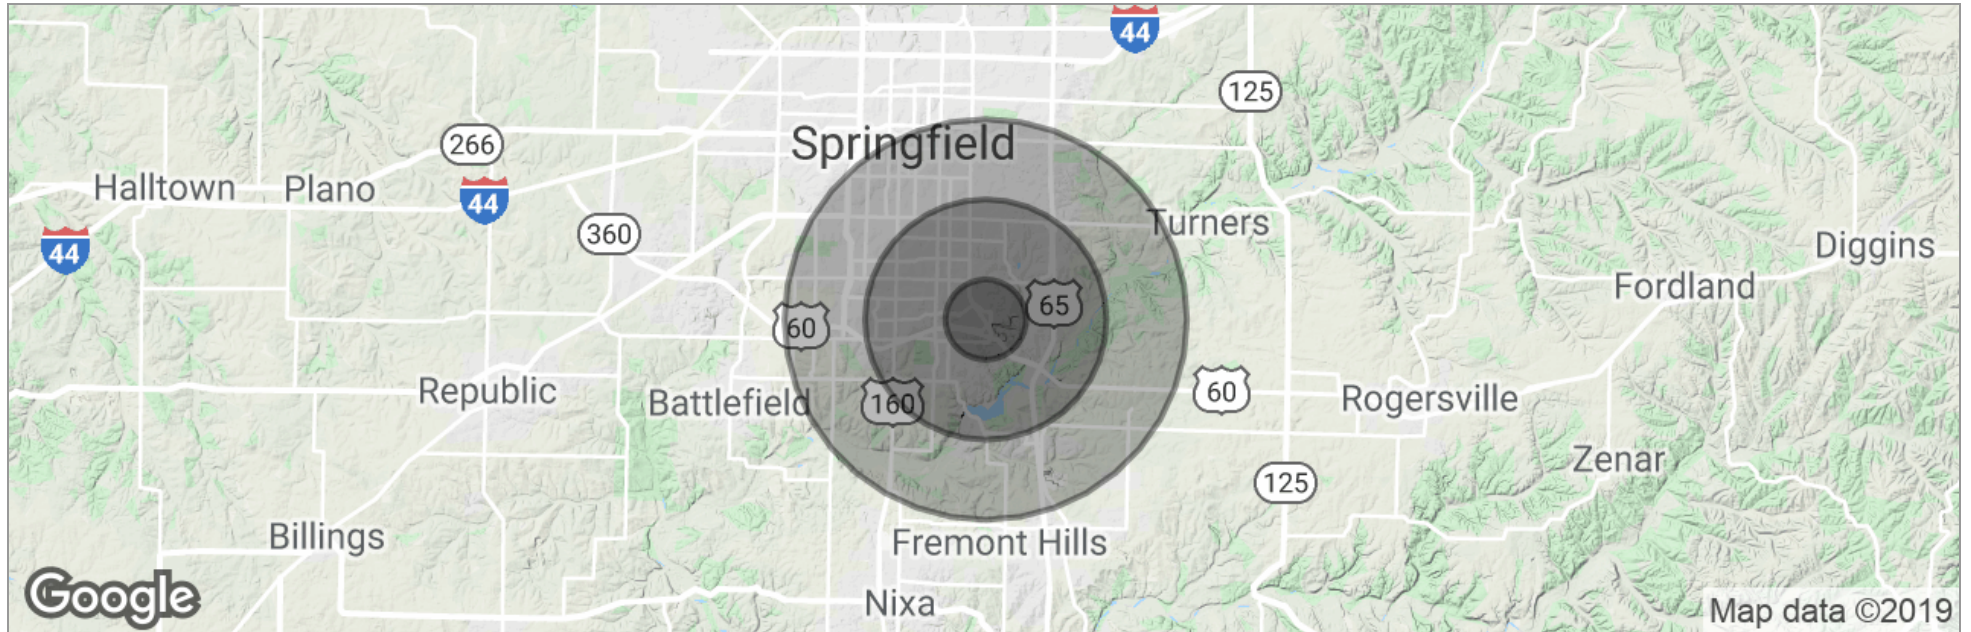 44
125
Springfield
266
Halltown
Plano
44
360
Turners
44
Diggins
Fordland
65
60
Republic
Battlefield
160
60
Rogersville
Zenar
125
Billings
Fremont Hills
Google
Nixa
Map data ©2019